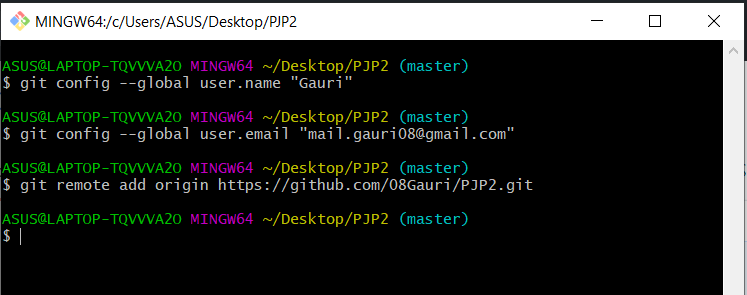 MINGW64:/c/Users/ASUS/Desktop/PJP2
ASUS@LAPTOP-TQVVVA2O MINGW64 ~/Desktop/PJP2 (master)
$ git config --global user.name "Gauri"
ASUS@LAPTOP-TQVVVA2O MINGW64 ~/Desktop/PJP2 (master)
$ git config --global user.email "mail.gauri08@gmail.com"
ASUS@LAPTOP-TQVVVA2O MINGW64 ~/Desktop/PJP2 (master)
$ git remote add origin https://github.com/08Gauri/PJP2.git
ASUS@LAPTOP-TQVVVA2O MINGW64 ~/Desktop/PJP2 (master)
$